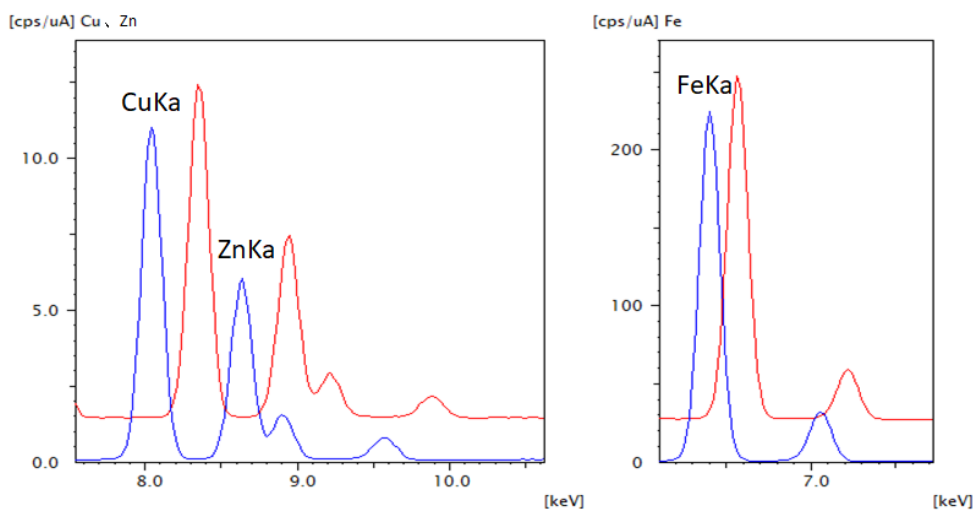 [cps/uA] Cu、Zn
CuKa
ZnKa
10.0
5.0
0.0
8.0
9.0
10.0
[keV]
[cps/uA] Fe
FeKa
200
100
0
7.0
[keV]